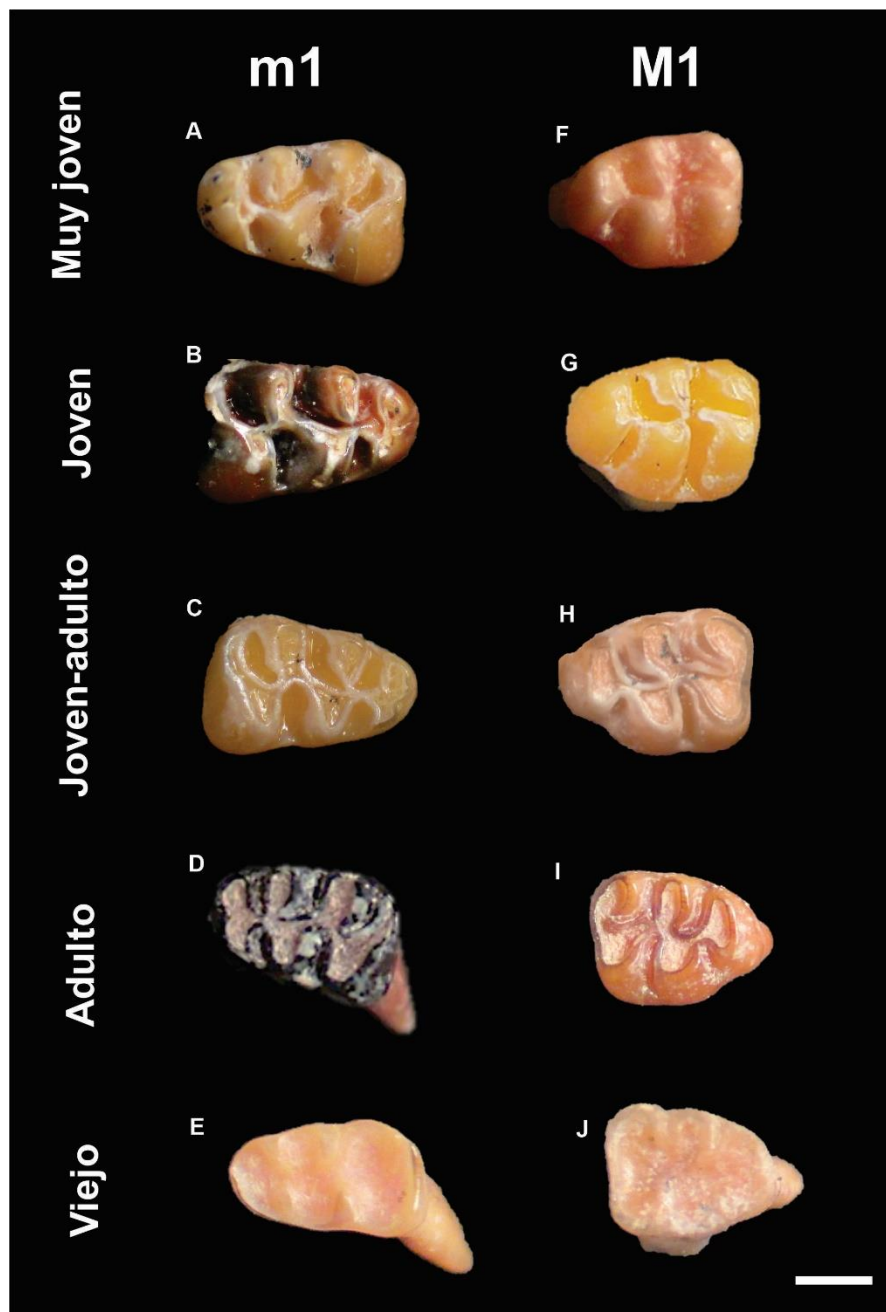 m1 M1
Muy joven
A F
Joven
B G
Joven-adulto
C H
Adulto
D I
Viejo
E J